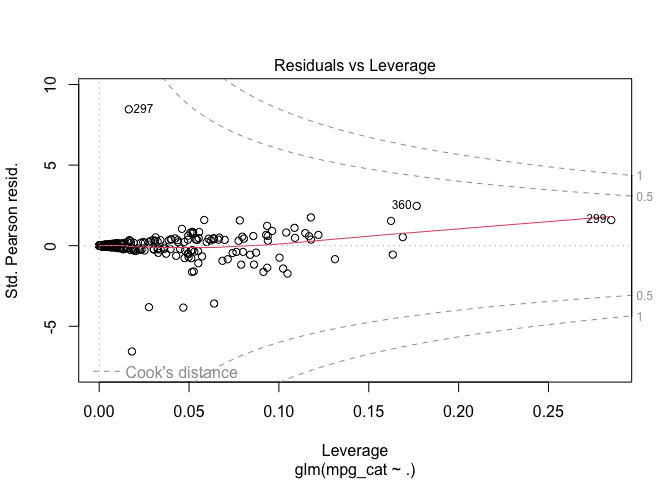 Residuals vs Leverage
Std. Pearson resid.
10
5
0
-5
297
360
299
1
0.5
0.5
1
Cook's distance
0.00 0.05 0.10 0.15 0.20 0.25
Leverage
glm(mpg_cat ~ .)